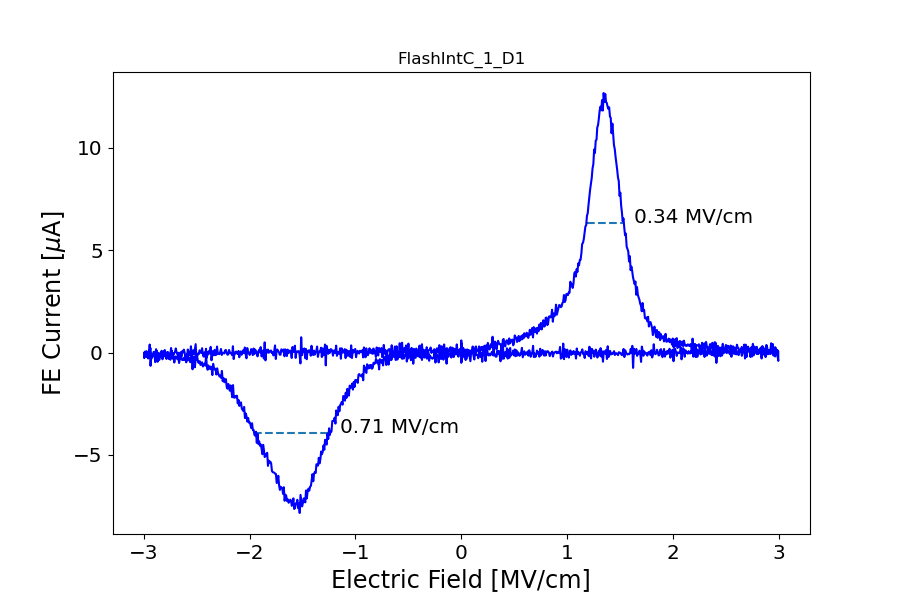 FlashIntC_1_D1
FE Current [μA]
10
5
0
−5
0.34 MV/cm
0.71 MV/cm
−3 −2 −1 0 1 2 3
Electric Field [MV/cm]